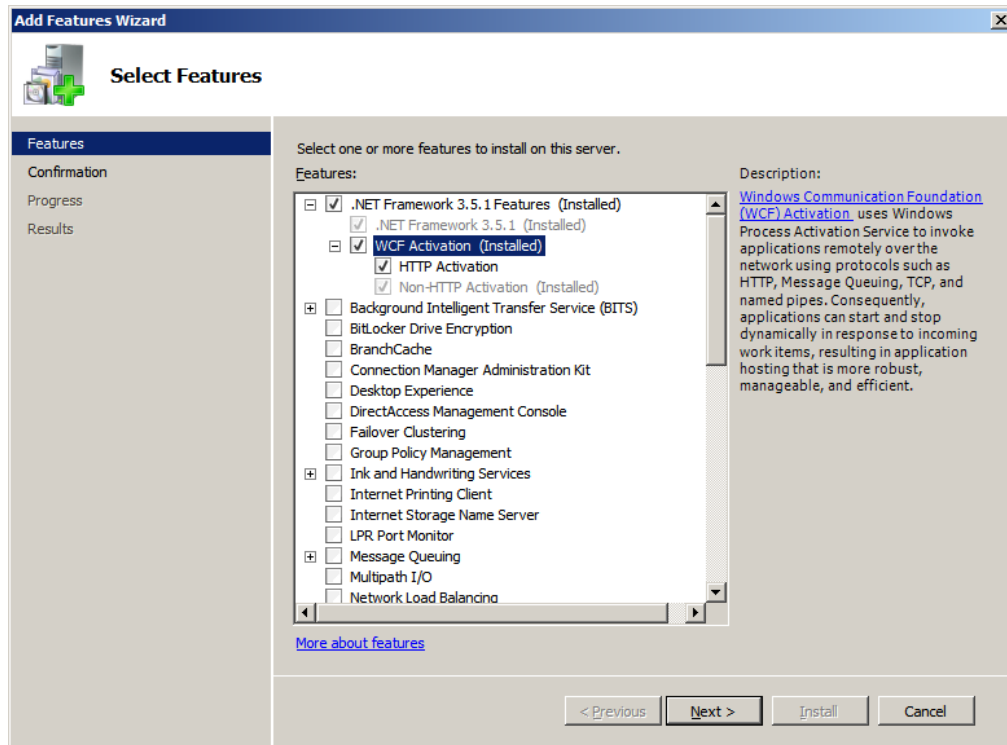 Add Features Wizard
Select Features
Features
Confirmation
Progress
Results
Select one or more features to install on this server.
Features:
.NET Framework 3.5.1 Features (Installed)
.NET Framework 3.5.1 (Installed)
WCF Activation (Installed)
HTTP Activation
Non-HTTP Activation (Installed)
Background Intelligent Transfer Service (BITS)
BitLocker Drive Encryption
BranchCache
Connection Manager Administration Kit
Desktop Experience
DirectAccess Management Console
Failover Clustering
Group Policy Management
Ink and Handwriting Services
Internet Printing Client
Internet Storage Name Server
LPR Port Monitor
Message Queuing
Multipath I/O
Network Load Balancing
More about features
Description:
Windows Communication Foundation
(WCF) Activation uses Windows
Process Activation Service to invoke
applications remotely over the
network using protocols such as
HTTP, Message Queuing, TCP, and
named pipes. Consequently,
applications can start and stop
dynamically in response to incoming
work items, resulting in application
hosting that is more robust,
manageable, and efficient.
< Previous
Next >
Install
Cancel